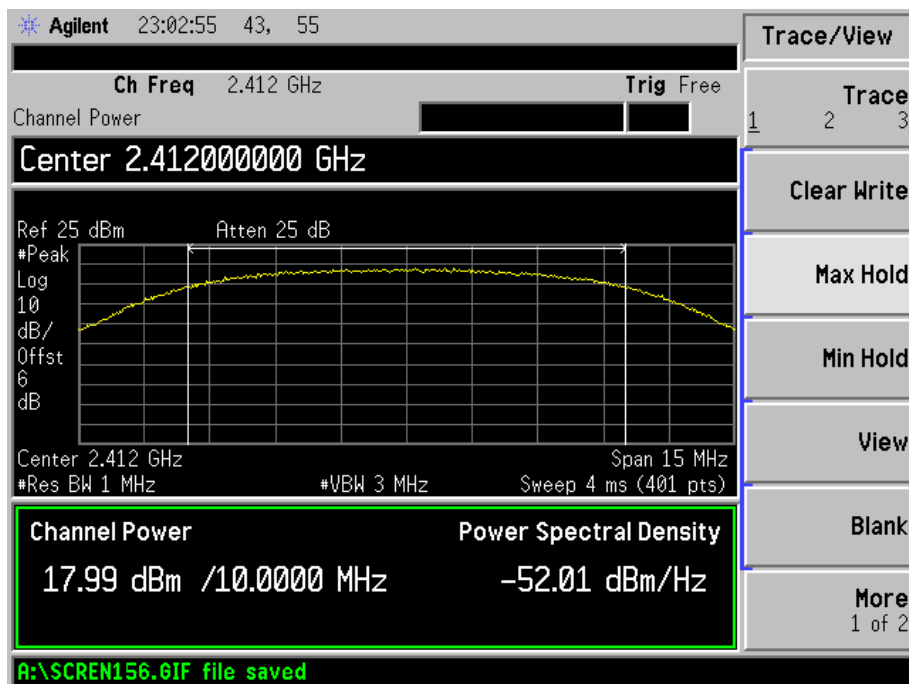 Agilent 23:02:55 43, 55
Trace/View
Ch Freq 2.412 GHz Trig Free
Channel Power
Trace
1 2 3
Center 2.412000000 GHz
Clear Write
Ref 25 dBm Atten 25 dB
#Peak
Log
10
dB/
Offst
6
dB
Max Hold
Min Hold
Center 2.412 GHz Span 15 MHz
#Res BW 1 MHz #VBW 3 MHz Sweep 4 ms (401 pts)
View
Channel Power Power Spectral Density
17.99 dBm /10.0000 MHz -52.01 dBm/Hz
Blank
More
1 of 2
A:\SCREN156.GIF file saved